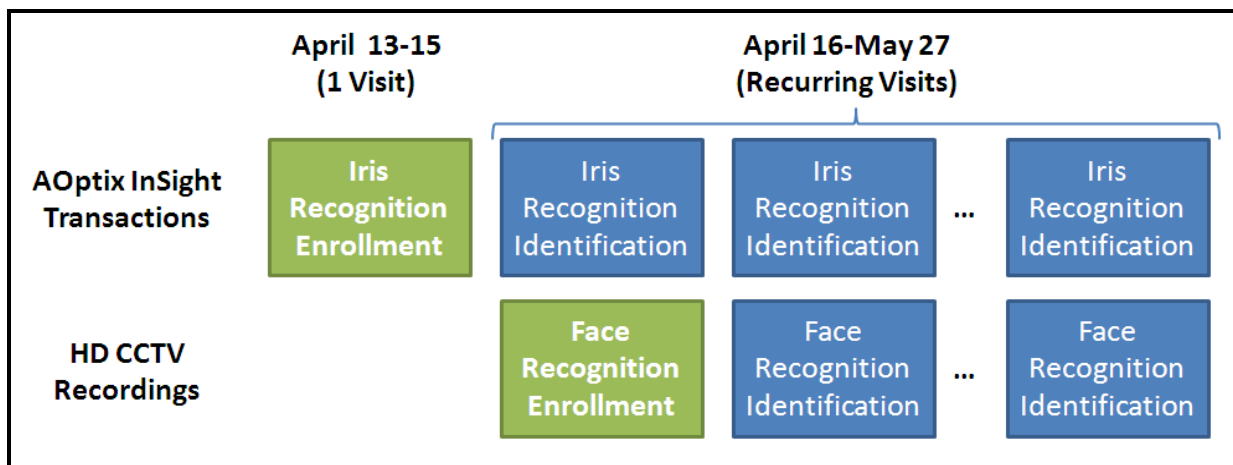 April 13-15
(1 Visit)
April 16-May 27
(Recurring Visits)
AOptix InSight
Transactions
Iris
Recognition
Enrollment
Iris
Recognition
Identification
Iris
Recognition
Identification
...
Iris
Recognition
Identification
HD CCTV
Recordings
Face
Recognition
Enrollment
Face
Recognition
Identification
...
Face
Recognition
Identification